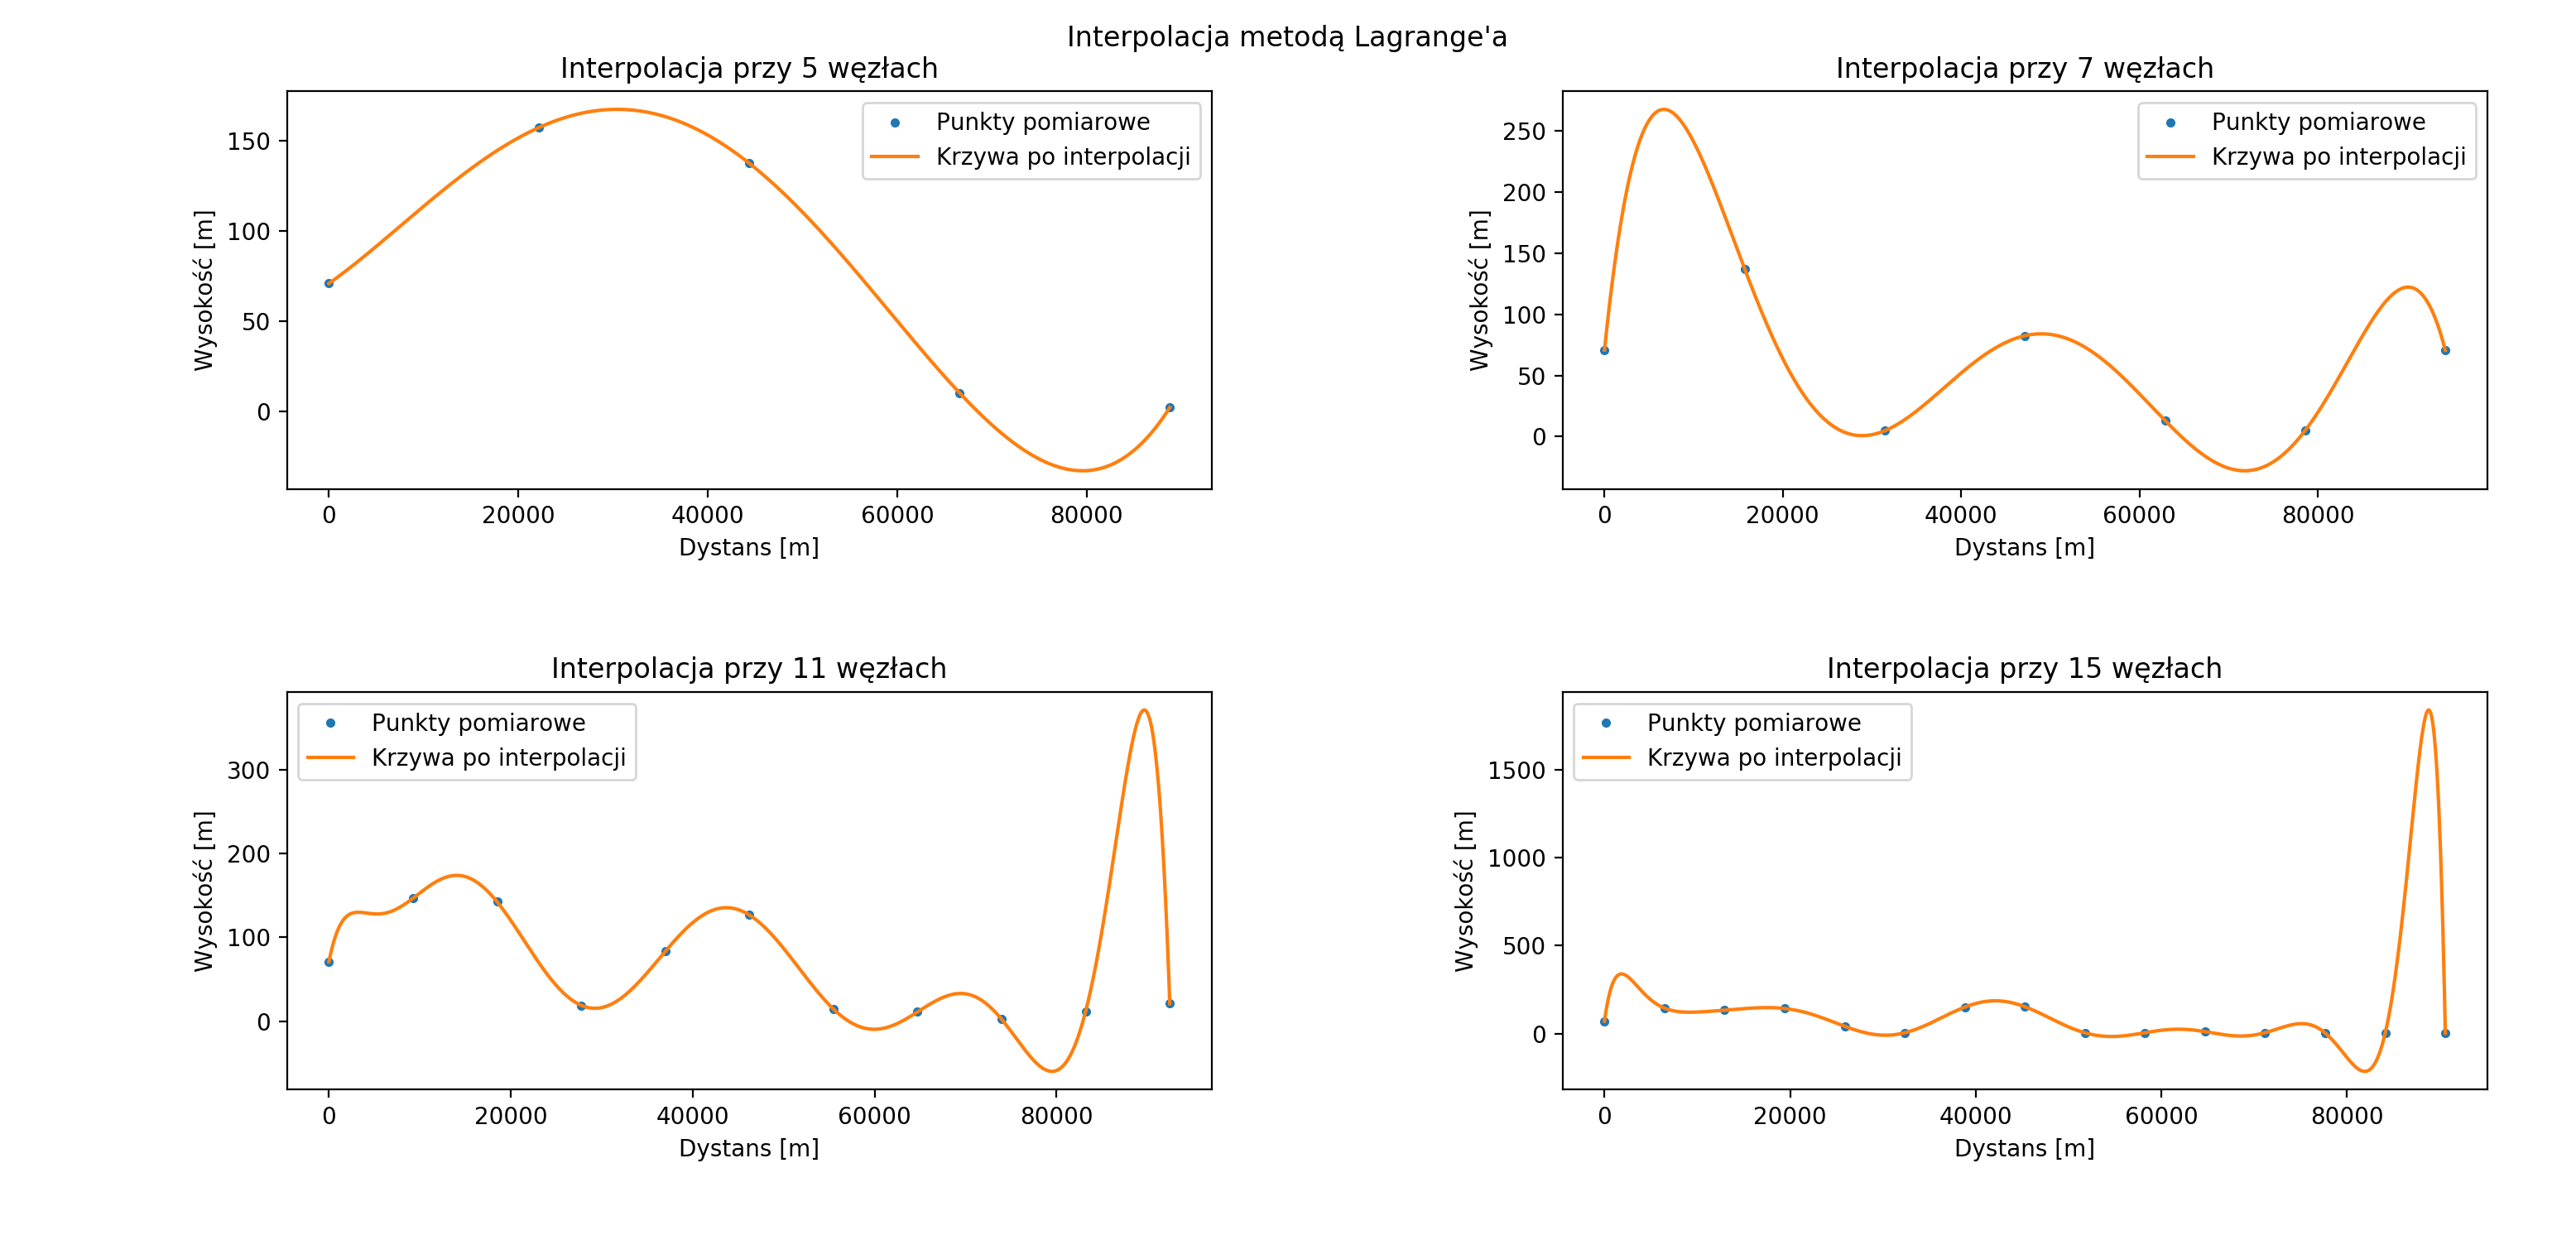 Interpolacja metodą Lagrange'a
Interpolacja przy 5 węzłach
150
100
50
0
Wysokość [m]
Punkty pomiarowe
Krzywa po interpolacji
0 20000 40000 60000 80000
Dystans [m]
Interpolacja przy 7 węzłach
250
200
150
100
50
0
Wysokość [m]
Punkty pomiarowe
Krzywa po interpolacji
0 20000 40000 60000 80000
Dystans [m]
Interpolacja przy 11 węzłach
300
200
100
0
Wysokość [m]
Punkty pomiarowe
Krzywa po interpolacji
0 20000 40000 60000 80000
Dystans [m]
Interpolacja przy 15 węzłach
1500
1000
500
0
Wysokość [m]
Punkty pomiarowe
Krzywa po interpolacji
0 20000 40000 60000 80000
Dystans [m]